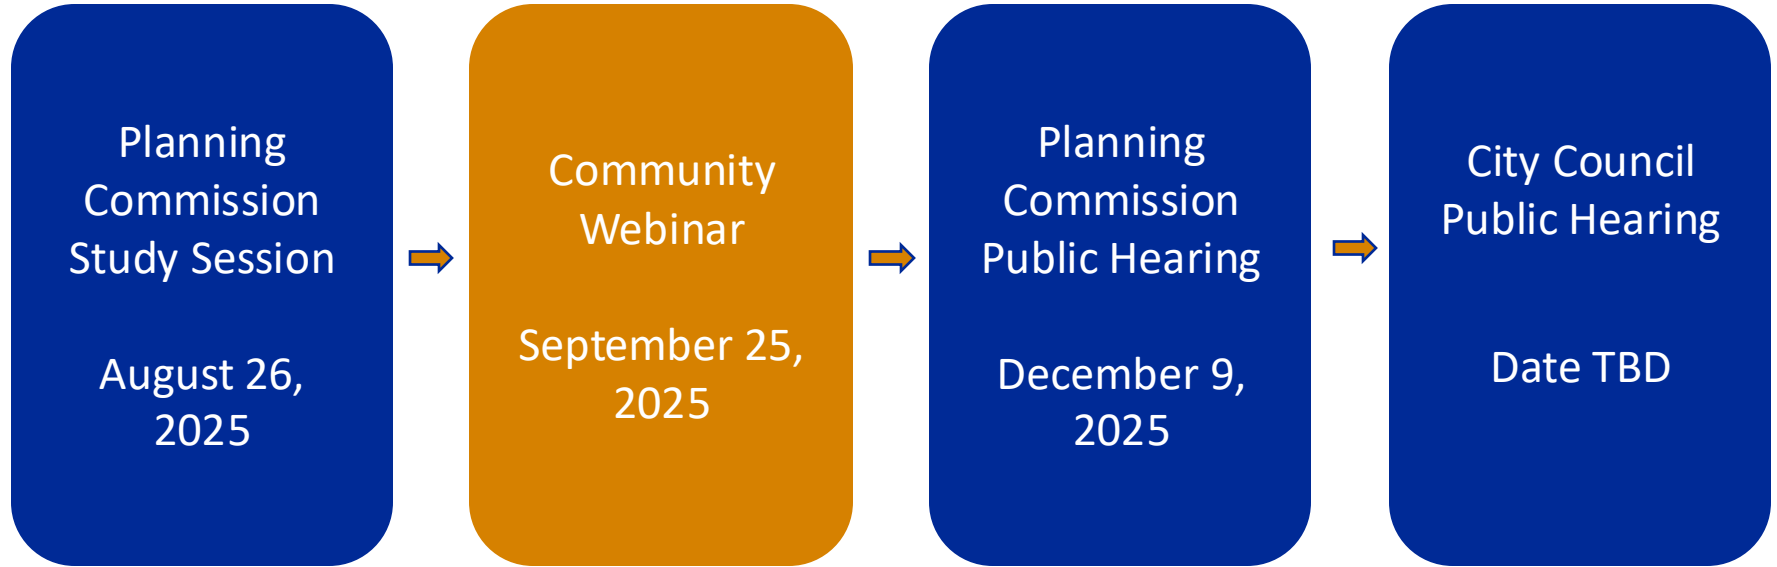 Planning
Commission
Study Session
August 26,
2025
Community
Webinar
September 25,
2025
Planning
Commission
Public Hearing
December 9,
2025
City Council
Public Hearing
Date TBD